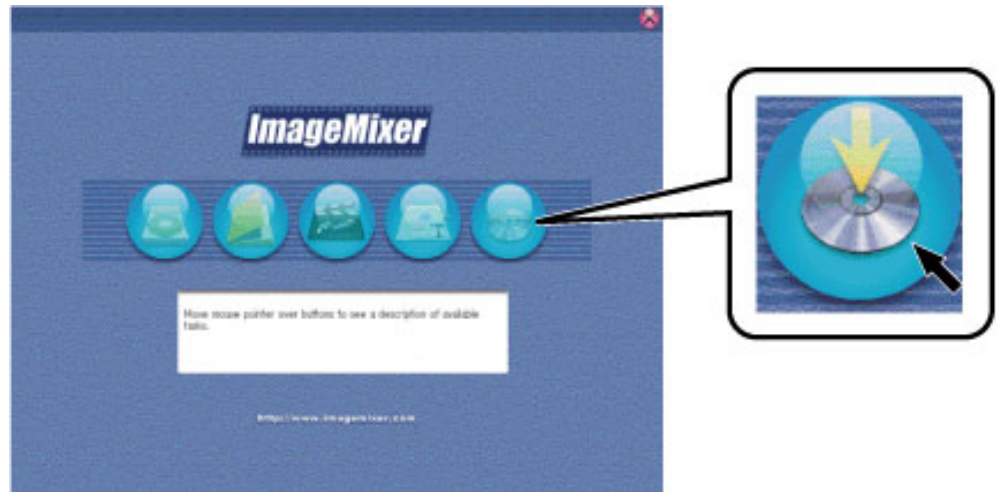 ImageMixer
Move mouse pointer over buttons to see a description of available
tasks.
http://www.imagemixer.com